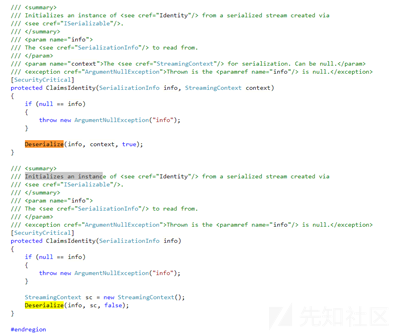 /// <summary>
/// Initializes an instance of <see cref="Identity"/> from a serialized stream created via
/// <see cref="ISerializable"/>.
/// </summary>
/// <param name="info">
/// The <see cref="SerializationInfo"/> to read from.
/// </param>
/// <param name="context">The <see cref="StreamingContext"/> for serialization. Can be null.</param>
/// <exception cref="ArgumentNullException">Thrown is the <paramref name="info"/> is null.</exception>
[SecurityCritical]
protected ClaimsIdentity(SerializationInfo info, StreamingContext context)
{
if (null == info)
{
throw new ArgumentNullException("info");
}
Deserialize(info, context, true);
}
/// <summary>
/// Initializes an instance of <see cref="Identity"/> from a serialized stream created via
/// <see cref="ISerializable"/>.
/// </summary>
/// <param name="info">
/// The <see cref="SerializationInfo"/> to read from.
/// </param>
/// <exception cref="ArgumentNullException">Thrown is the <paramref name="info"/> is null.</exception>
[SecurityCritical]
protected ClaimsIdentity(SerializationInfo info)
{
if (null == info)
{
throw new ArgumentNullException("info");
}
StreamingContext sc = new StreamingContext();
Deserialize(info, sc, false);
}
#endregion
先知社区